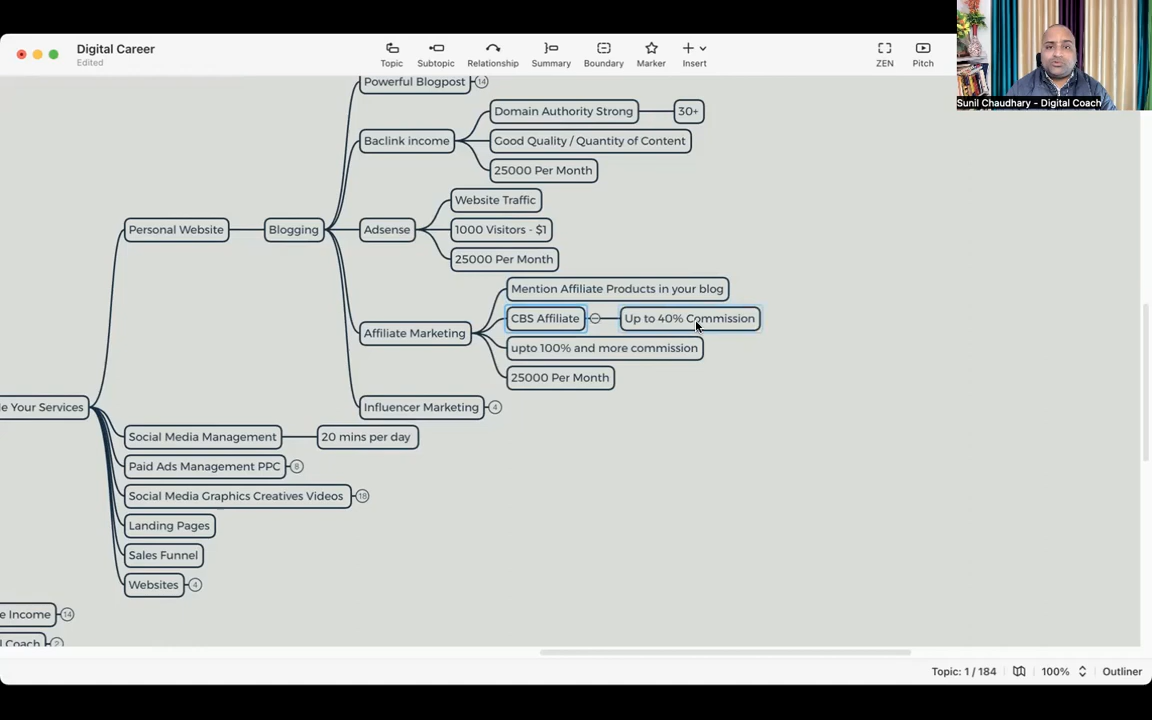 Digital Career
Edited
Topic
Subtopic
Relationship
Summary
Boundary
Marker
Insert
ZEN
Pitch
Sunil Chaudhary - Digital Coach
Powerful Blogpost
14
Baclink income
Domain Authority Strong
30+
Good Quality / Quantity of Content
25000 Per Month
Personal Website
Blogging
Adsense
Website Traffic
1000 Visitors - $1
25000 Per Month
Affiliate Marketing
Mention Affiliate Products in your blog
CBS Affiliate
Up to 40% Commission
upto 100% and more commission
25000 Per Month
Influencer Marketing
4
le Your Services
Social Media Management
20 mins per day
Paid Ads Management PPC
8
Social Media Graphics Creatives Videos
18
Landing Pages
Sales Funnel
Websites
4
e Income
14
l Coach
Topic: 1 / 184
100%
Outliner